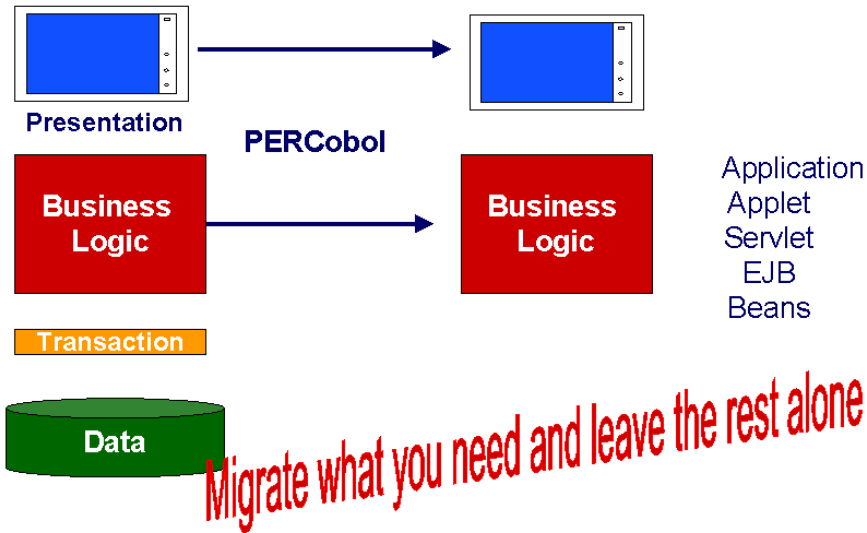 Presentation
PERCobol
Business
Logic
Business
Logic
Application
Applet
Servlet
EJB
Beans
Transaction
Data
Migrate what you need and leave the rest alone